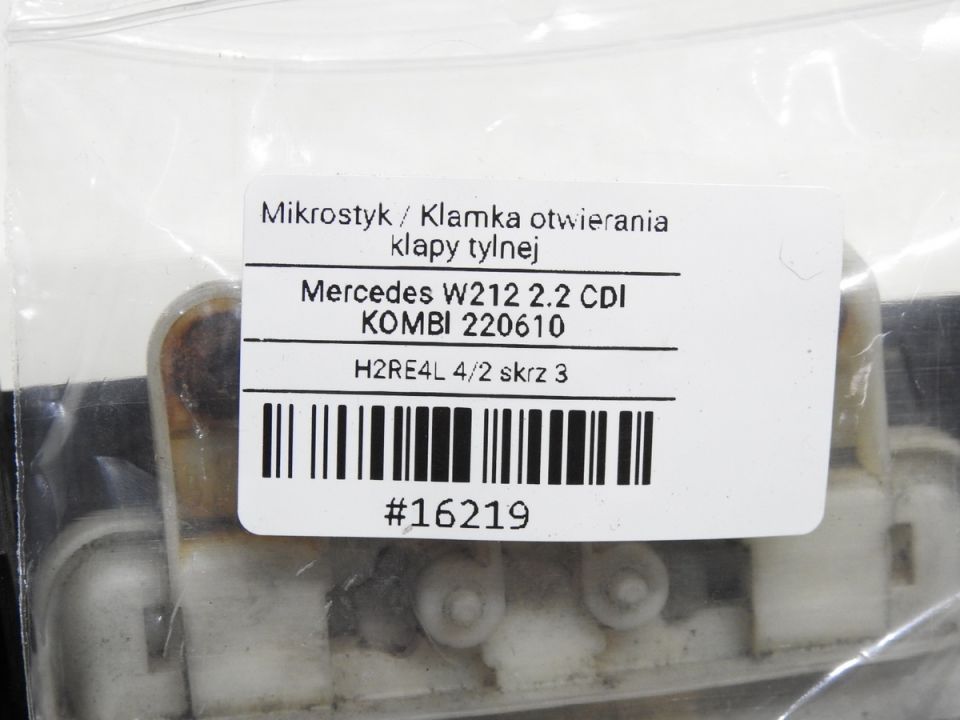 Mikrostyk / Klamka otwierania
klapy tylnej
Mercedes W212 2.2 CDI
KOMBI 220610
H2RE4L 4/2 skrz 3
#16219